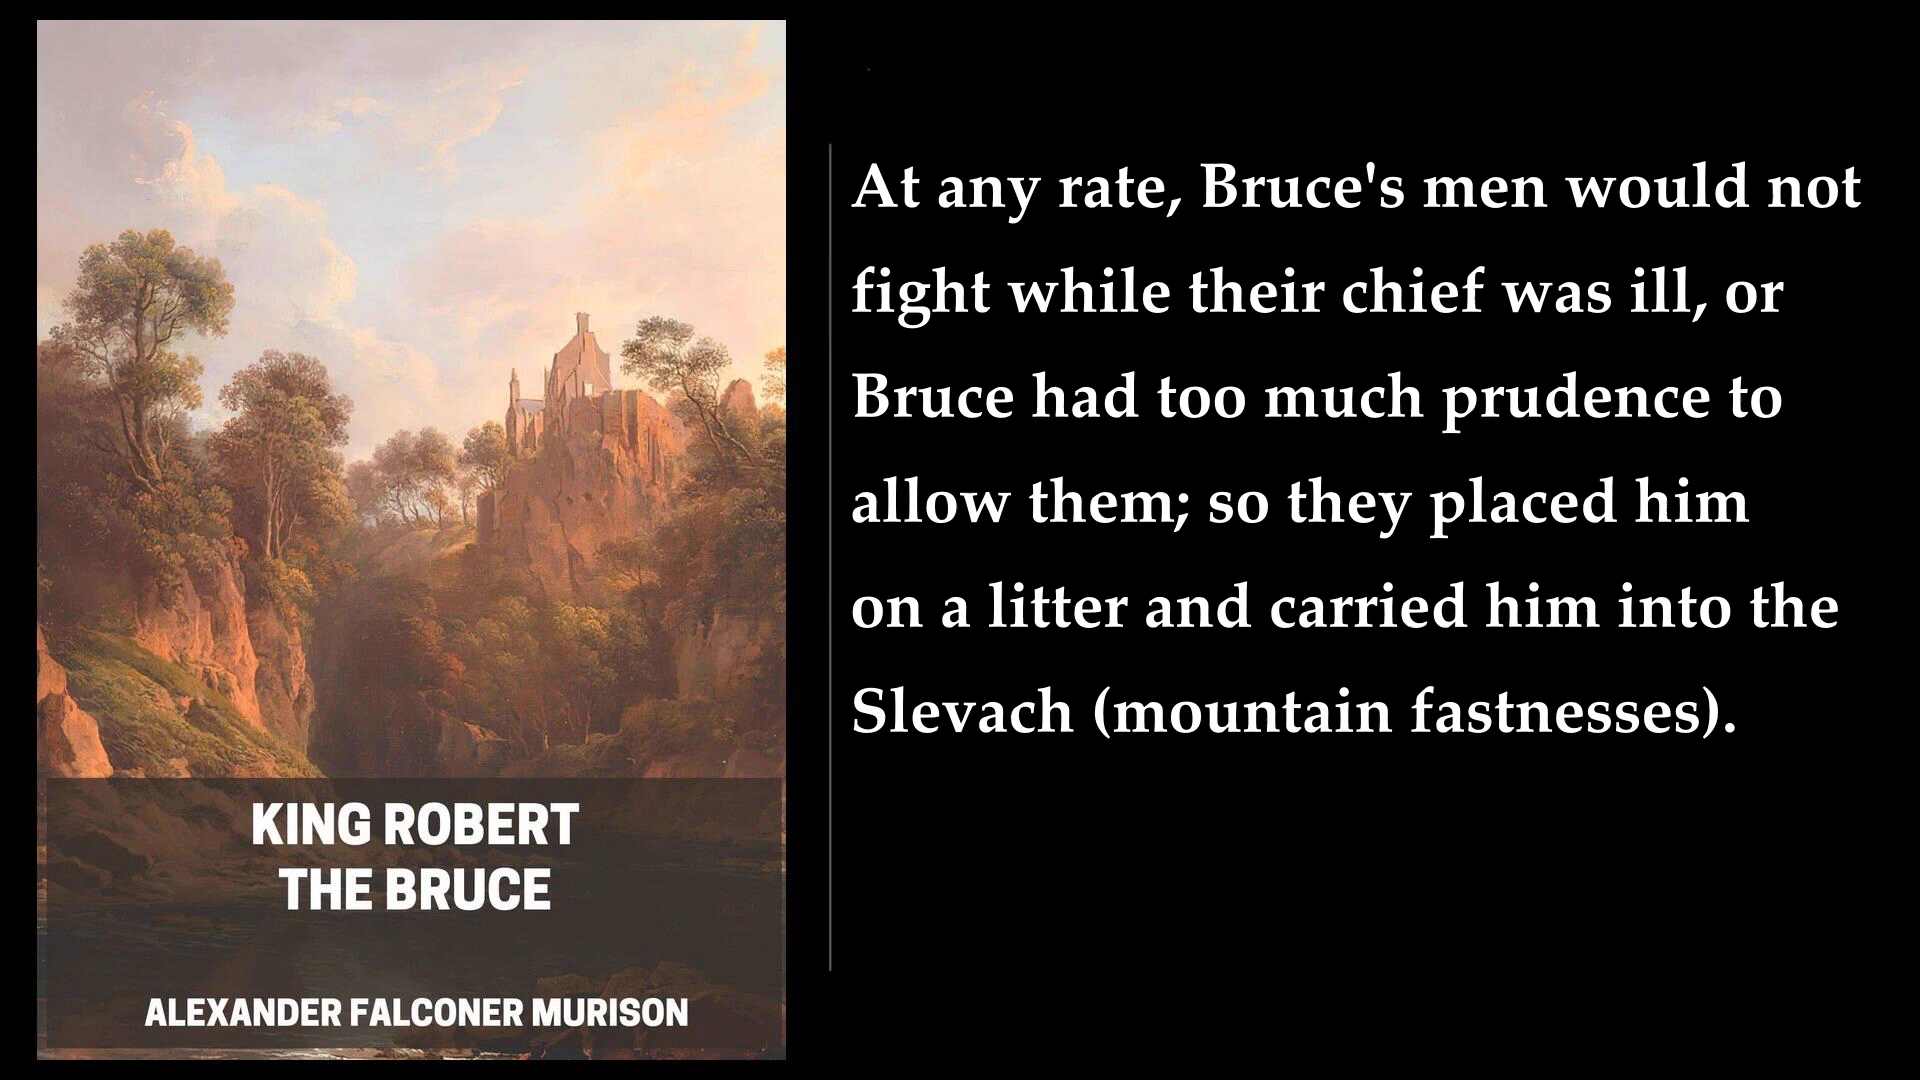 KING ROBERT
THE BRUCE
ALEXANDER FALCONER MURISON
At any rate, Bruce's men would not
fight while their chief was ill, or
Bruce had too much prudence to
allow them; so they placed him
on a litter and carried him into the
Slevach (mountain fastnesses).